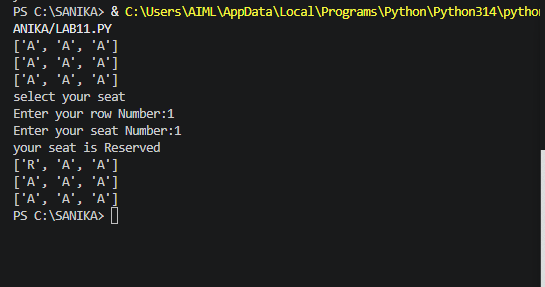 PS C:\SANIKA> & C:\Users\AIML\AppData\Local\Programs\Python\Python314\python
ANIKA/LAB11.PY
['A', 'A', 'A']
['A', 'A', 'A']
['A', 'A', 'A']
select your seat
Enter your row Number:1
Enter your seat Number:1
your seat is Reserved
['R', 'A', 'A']
['A', 'A', 'A']
['A', 'A', 'A']
PS C:\SANIKA>